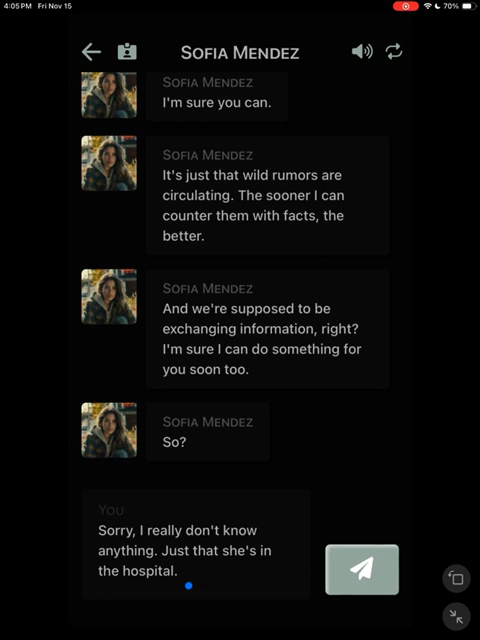 4:05 PM Fri Nov 15
70%
SOFIA MENDEZ
SOFIA MENDEZ
I'm sure you can.
SOFIA MENDEZ
It's just that wild rumors are
circulating. The sooner I can
counter them with facts, the
better.
SOFIA MENDEZ
And we're supposed to be
exchanging information, right?
I'm sure I can do something for
you soon too.
SOFIA MENDEZ
So?
YOU
Sorry, I really don't know
anything. Just that she's in
the hospital.